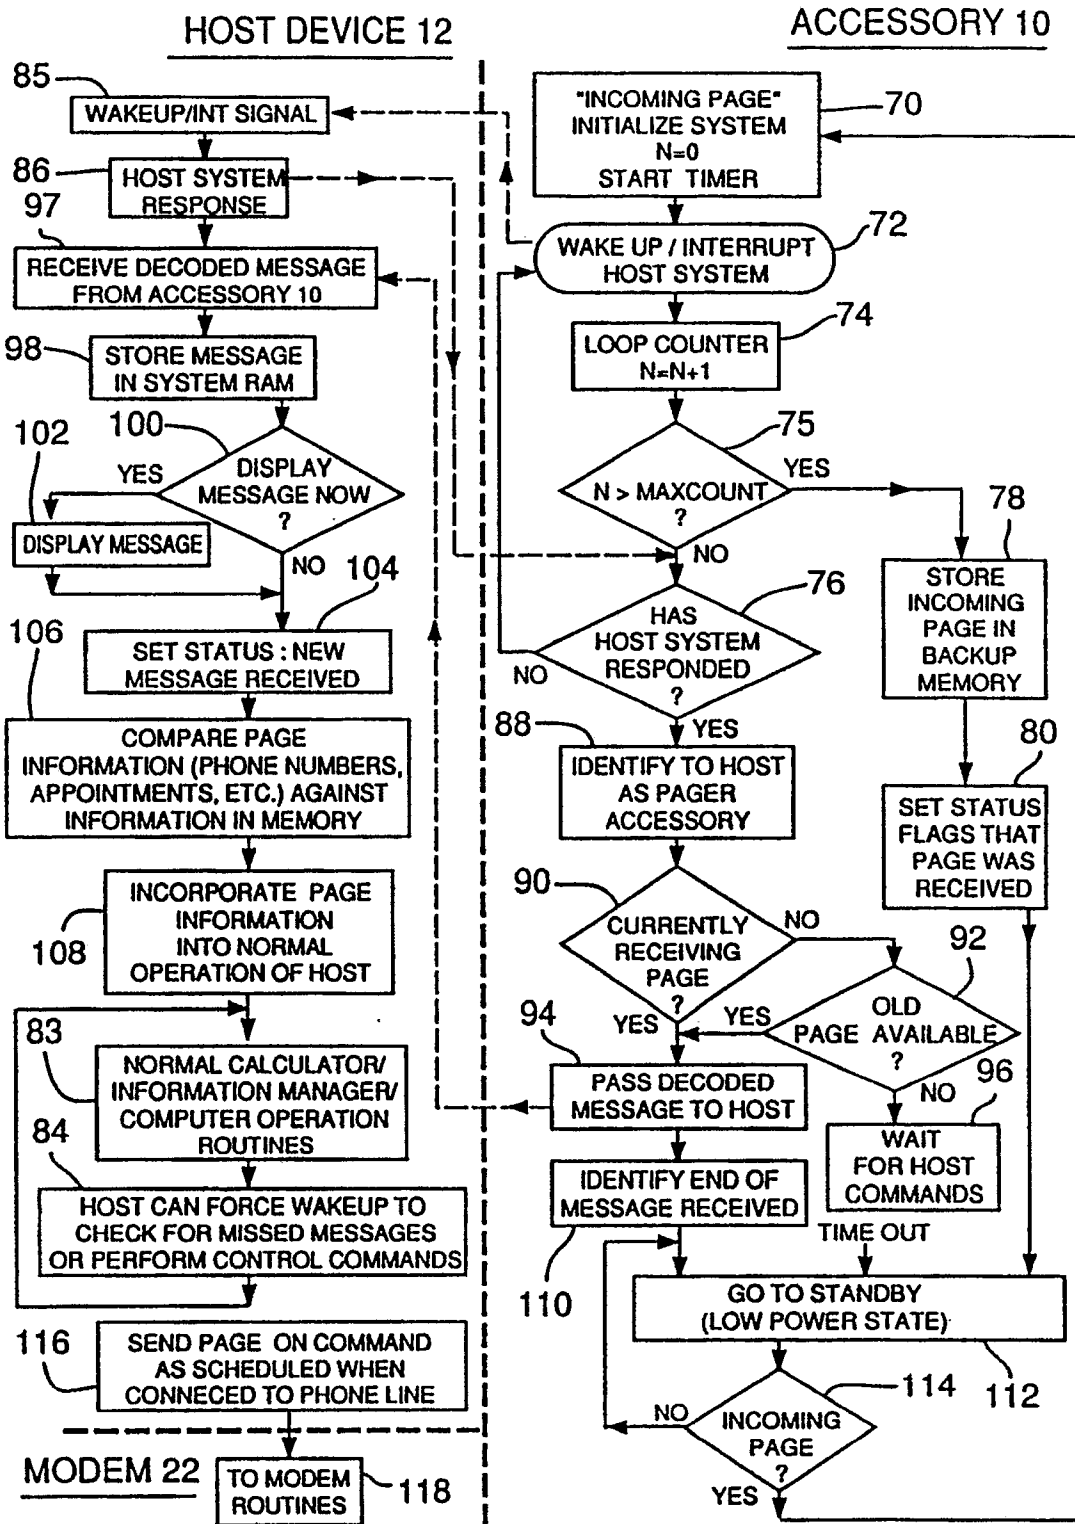 HOST DEVICE 12
85
WAKEUP/INT SIGNAL
86
HOST SYSTEM
RESPONSE
97
RECEIVE DECODED MESSAGE
FROM ACCESSORY 10
98
STORE MESSAGE
IN SYSTEM RAM
100
DISPLAY
MESSAGE NOW
?
YES
NO
102
DISPLAY MESSAGE
104
SET STATUS : NEW
MESSAGE RECEIVED
106
COMPARE PAGE
INFORMATION (PHONE NUMBERS,
APPOINTMENTS, ETC.) AGAINST
INFORMATION IN MEMORY
INCORPORATE PAGE
INFORMATION
INTO NORMAL
OPERATION OF HOST
108
83
NORMAL CALCULATOR/
INFORMATION MANAGER/
COMPUTER OPERATION
ROUTINES
84
HOST CAN FORCE WAKEUP TO
CHECK FOR MISSED MESSAGES
OR PERFORM CONTROL COMMANDS
116
SEND PAGE ON COMMAND
AS SCHEDULED WHEN
CONNECED TO PHONE LINE
MODEM 22
TO MODEM
ROUTINES
118
ACCESSORY 10
"INCOMING PAGE"
INITIALIZE SYSTEM
N=0
START TIMER
70
WAKE UP / INTERRUPT
HOST SYSTEM
72
LOOP COUNTER
N=N+1
74
75
N > MAXCOUNT
?
YES
NO
78
STORE
INCOMING
PAGE IN
BACKUP
MEMORY
76
HAS
HOST SYSTEM
RESPONDED
?
NO
YES
80
SET STATUS
FLAGS THAT
PAGE WAS
RECEIVED
88
IDENTIFY TO HOST
AS PAGER
ACCESSORY
90
CURRENTLY
RECEIVING
PAGE
?
NO
YES
92
OLD
PAGE AVAILABLE
?
YES
NO
94
PASS DECODED
MESSAGE TO HOST
96
WAIT
FOR HOST
COMMANDS
IDENTIFY END OF
MESSAGE RECEIVED
110
TIME OUT
GO TO STANDBY
(LOW POWER STATE)
112
114
INCOMING
PAGE
?
NO
YES